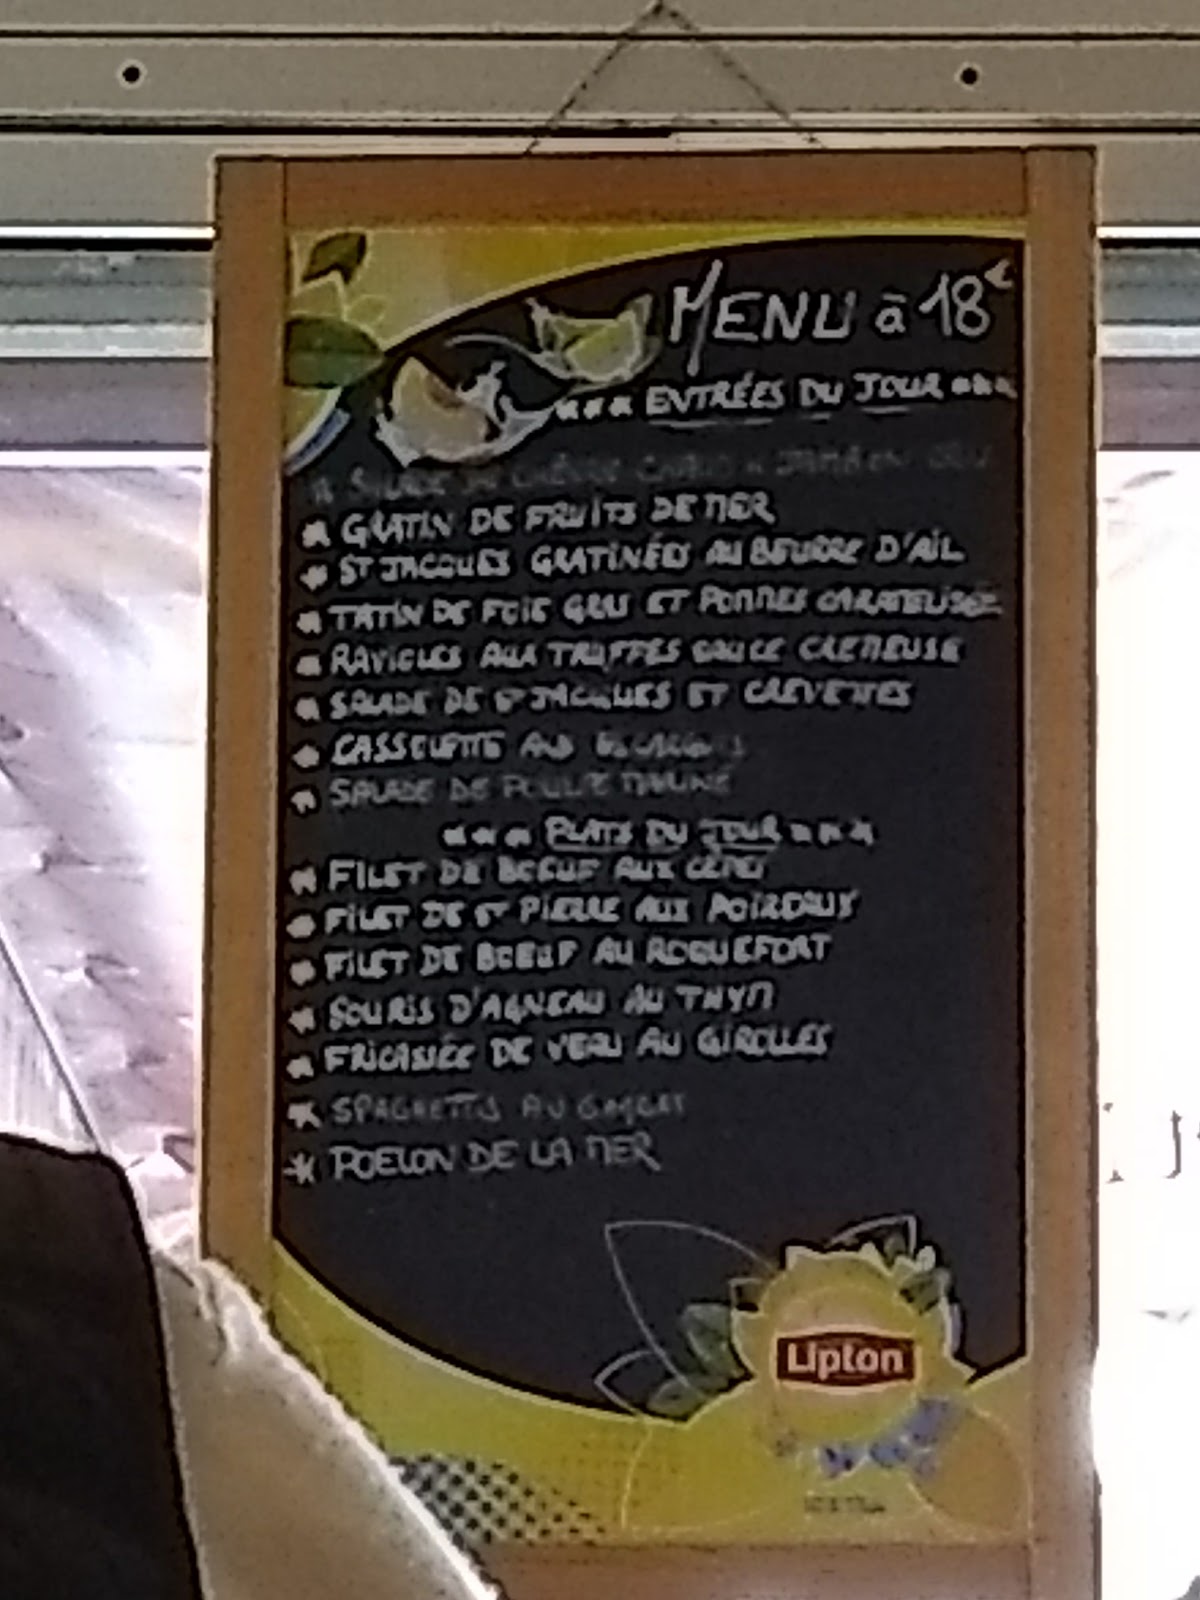 MENU à 18€
*** ENTRÉES DU JOUR ***
* GRATIN DE FRUITS DE MER
* ST JACQUES GRATINÉES AU BEURRE D'AIL
* TATIN DE FOIE GRAS ET POMMES CARAMELISÉE
* RAVIOLES AUX TRUFFES SAUCE CREMEUSE
* SALADE DE ST JACQUES ET CREVETTES
* CASSOLETTE AUX
* SALADE DE
*** PLATS DU JOUR ***
* FILET DE BOEUF AUX CÈPES
* FILET DE ST PIERRE AUX POIREAUX
* FILET DE BOEUF AU ROQUEFORT
* SOURIS D'AGNEAU AU THYM
* FRICASSÉE DE VEAU AU GIROLLES
* SPAGHETTIS AU
* POELON DE LA MER
Lipton